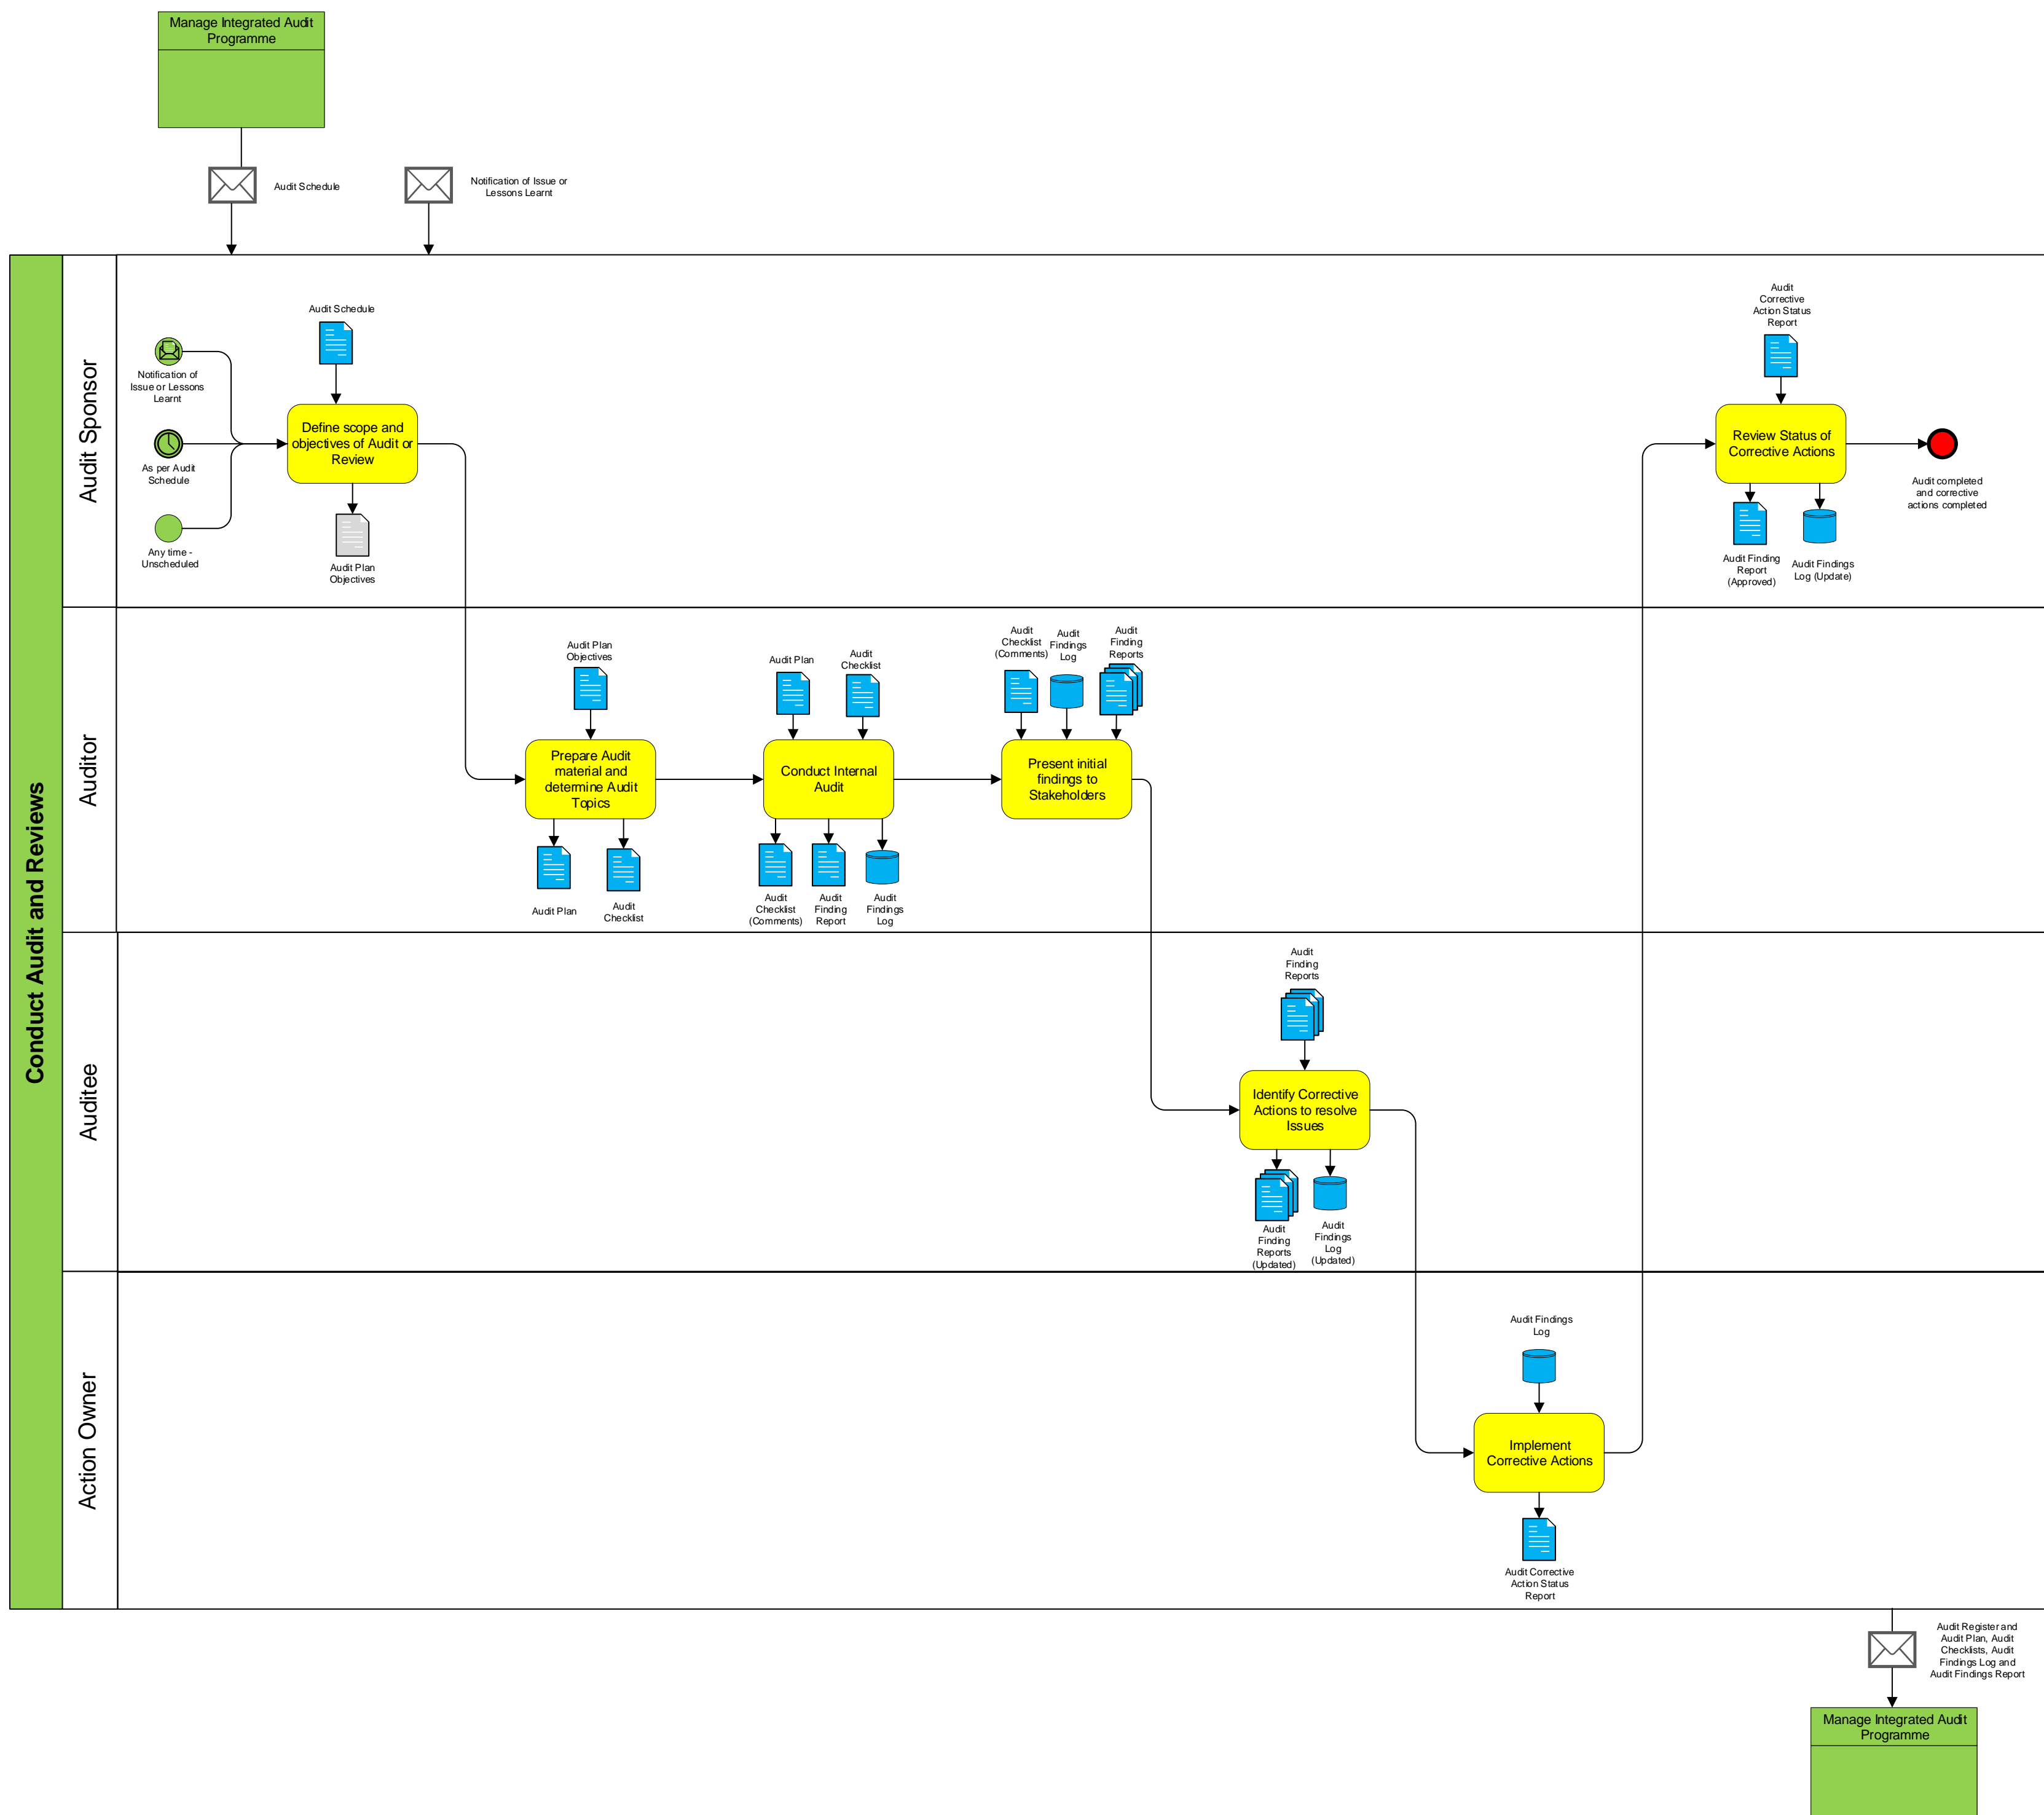 Manage Integrated Audit
Programme
Audit Schedule
Notification of Issue or
Lessons Learnt
Conduct Audit and Reviews
Audit Sponsor
Notification of
Issue or Lessons
Learnt
As per Audit
Schedule
Any time -
Unscheduled
Audit Schedule
Define scope and
objectives of Audit or
Review
Audit Plan
Objectives
Audit
Corrective
Action Status
Report
Review Status of
Corrective Actions
Audit Finding
Report
(Approved)
Audit Findings
Log (Update)
Audit completed
and corrective
actions completed
Auditor
Audit Plan
Objectives
Prepare Audit
material and
determine Audit
Topics
Audit Plan
Audit
Checklist
Audit Plan
Audit
Checklist
Conduct Internal
Audit
Audit
Checklist
(Comments)
Audit
Finding
Report
Audit
Findings
Log
Audit
Checklist
(Comments)
Audit
Findings
Log
Audit
Finding
Reports
Present initial
findings to
Stakeholders
Auditee
Audit
Finding
Reports
Identify Corrective
Actions to resolve
Issues
Audit
Finding
Reports
(Updated)
Audit
Findings
Log
(Updated)
Action Owner
Audit Findings
Log
Implement
Corrective Actions
Audit Corrective
Action Status
Report
Audit Register and
Audit Plan, Audit
Checklists, Audit
Findings Log and
Audit Findings Report
Manage Integrated Audit
Programme